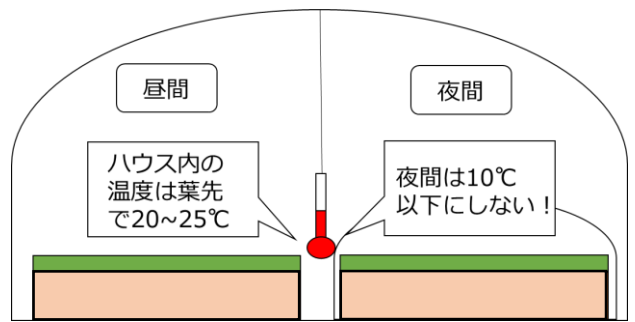 昼間
夜間
ハウス内の
温度は葉先
で20~25℃
夜間は10℃
以下にしない！